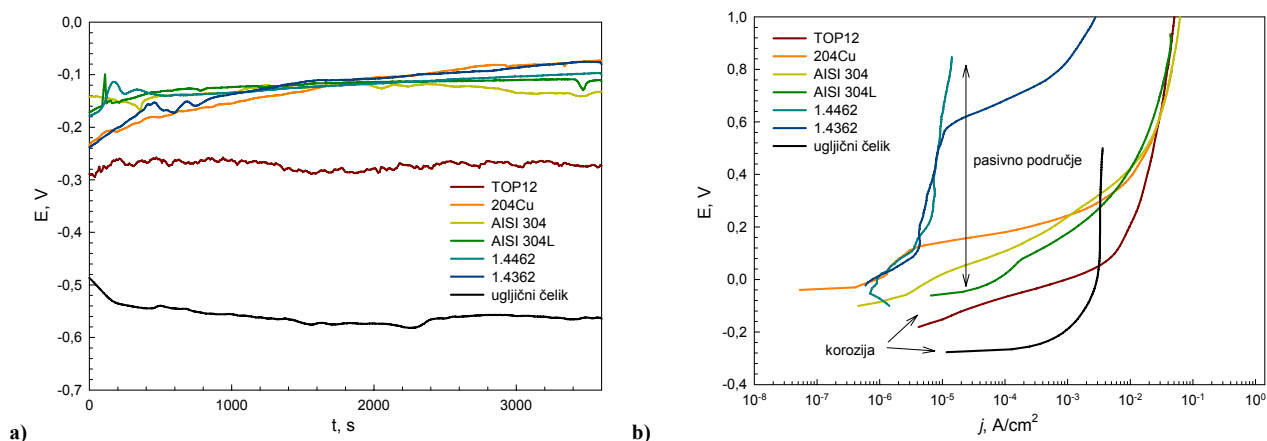 0,0
-0,1
-0,2
-0,3
-0,4
-0,5
-0,6
-0,7
E, V
TOP12
204Cu
AISI 304
AISI 304L
1.4462
1.4362
ugljični čelik
0
1000
2000
3000
t, s
a)
1,0
0,8
0,6
0,4
0,2
0,0
-0,2
-0,4
E, V
TOP12
204Cu
AISI 304
AISI 304L
1.4462
1.4362
ugljični čelik
pasivno područje
korozija
10⁻⁸
10⁻⁷
10⁻⁶
10⁻⁵
10⁻⁴
10⁻³
10⁻²
10⁻¹
10⁰
j, A/cm²
b)